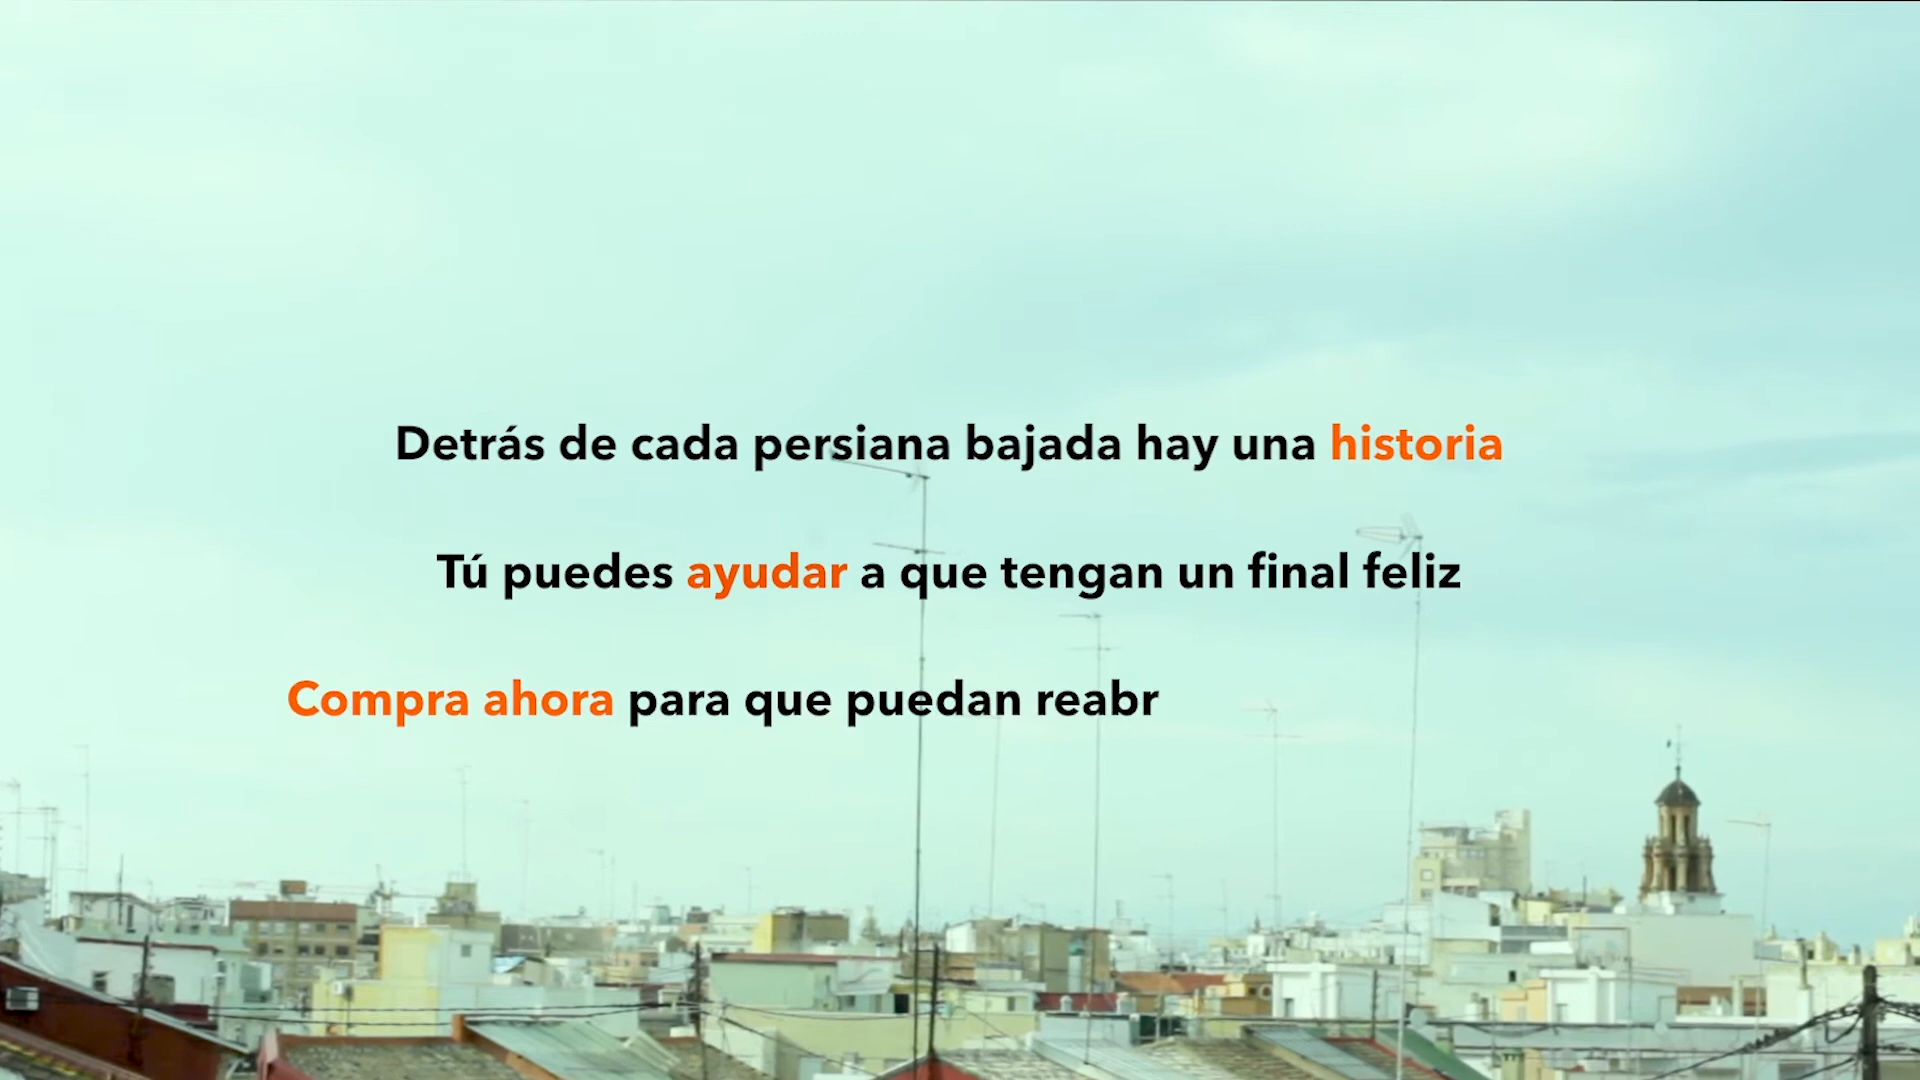 Detrás de cada persiana bajada hay una historia
Tú puedes ayudar a que tengan un final feliz
Compra ahora para que puedan reabr